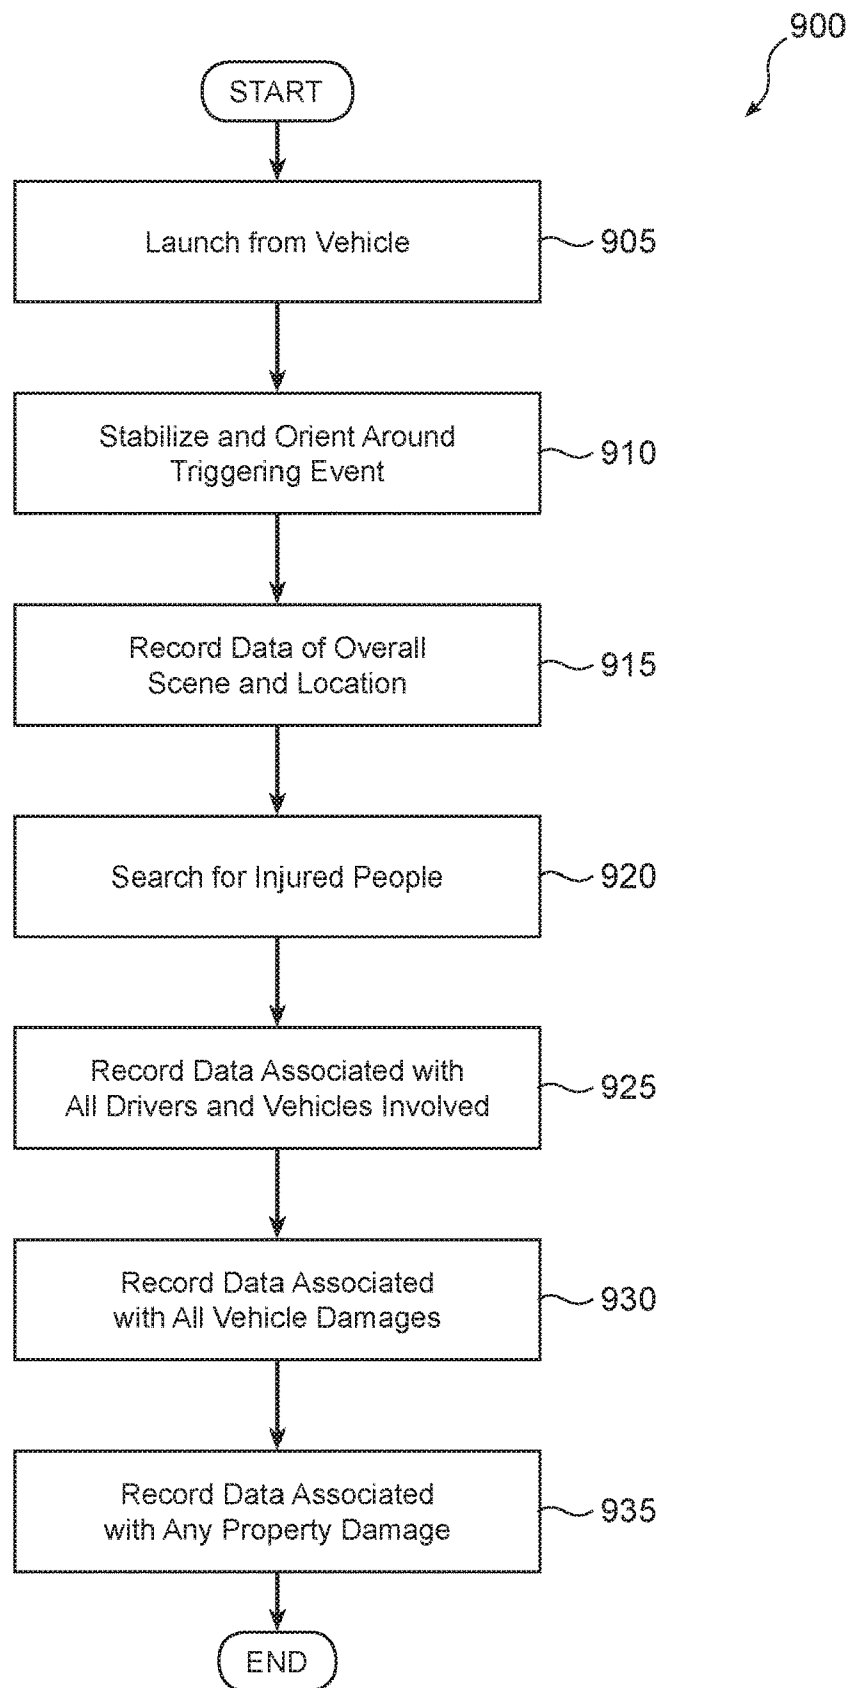 900
START
Launch from Vehicle
905
Stabilize and Orient Around
Triggering Event
910
Record Data of Overall
Scene and Location
915
Search for Injured People
920
Record Data Associated with
All Drivers and Vehicles Involved
925
Record Data Associated
with All Vehicle Damages
930
Record Data Associated
with Any Property Damage
935
END